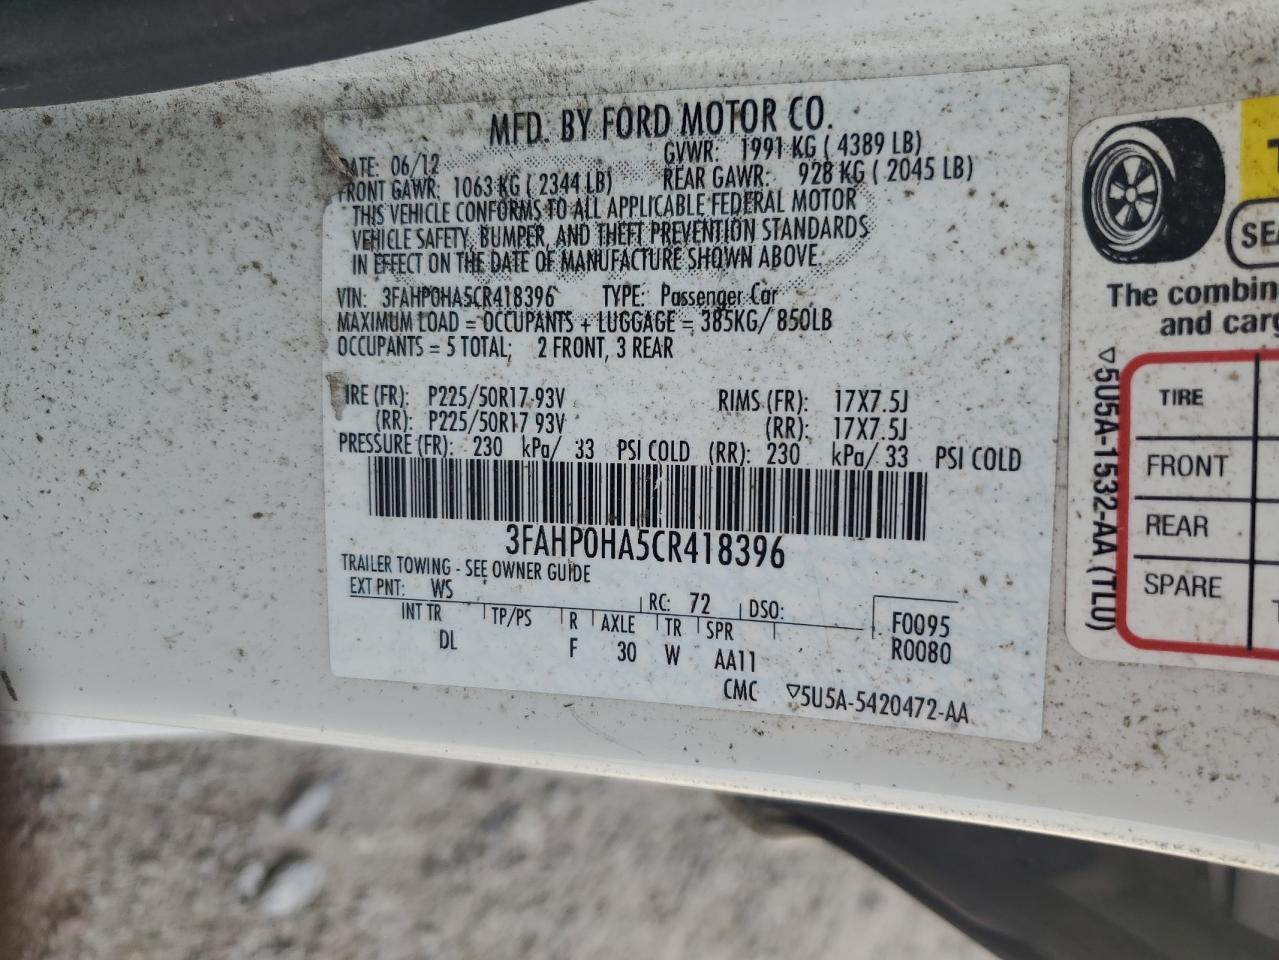 MFD. BY FORD MOTOR CO.
DATE: 06/12 GVWR: 1991 KG ( 4389 LB)
FRONT GAWR: 1063 KG ( 2344 LB) REAR GAWR: 928 KG ( 2045 LB)
THIS VEHICLE CONFORMS TO ALL APPLICABLE FEDERAL MOTOR
VEHICLE SAFETY, BUMPER, AND THEFT PREVENTION STANDARDS
IN EFFECT ON THE DATE OF MANUFACTURE SHOWN ABOVE.
VIN: 3FAHP0HA5CR418396 TYPE: Passenger Car
MAXIMUM LOAD = OCCUPANTS + LUGGAGE = 385KG/ 850LB
OCCUPANTS = 5 TOTAL; 2 FRONT, 3 REAR
TIRE (FR): P225/50R17 93V RIMS (FR): 17X7.5J
(RR): P225/50R17 93V (RR): 17X7.5J
PRESSURE (FR): 230 kPa/ 33 PSI COLD (RR): 230 kPa/ 33 PSI COLD
3FAHP0HA5CR418396
TRAILER TOWING - SEE OWNER GUIDE
EXT PNT: WS RC: 72 DSO:
INT TR TP/PS R AXLE TR SPR F0095
DL F 30 W AA11 R0080
CMC ▽5U5A-5420472-AA
SEA
The combin
and carg
TIRE
FRONT
REAR
SPARE
▽5U5A-1532-AA (TLU)